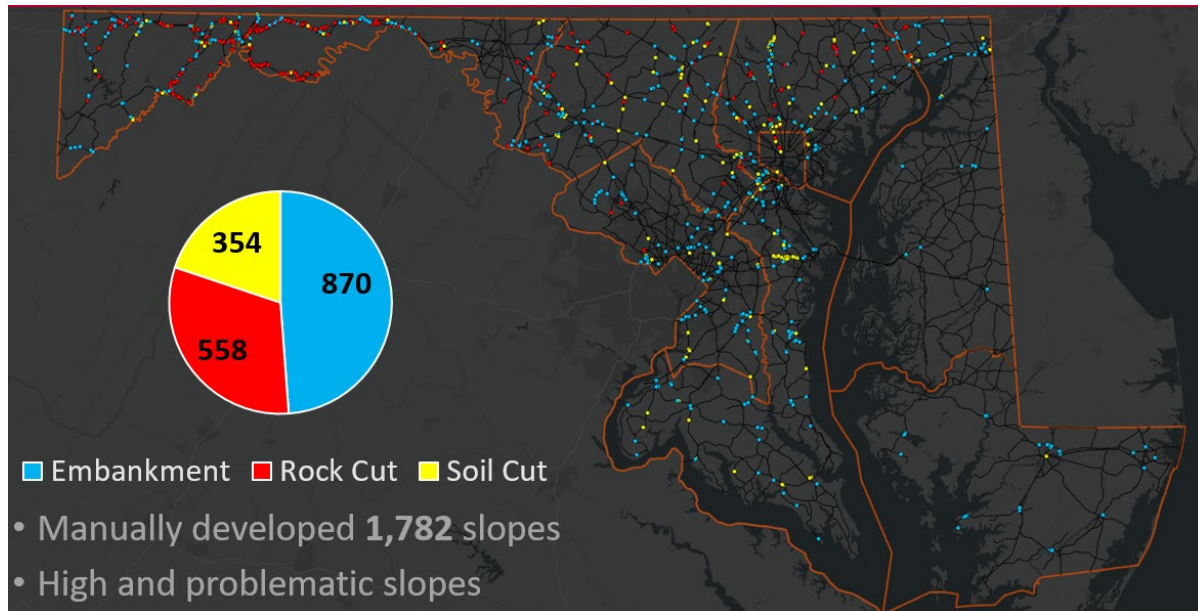 354
870
558
Embankment Rock Cut Soil Cut
• Manually developed 1,782 slopes
• High and problematic slopes